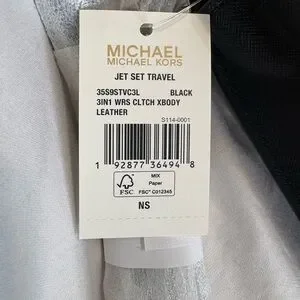 MICHAEL
MICHAEL KORS
JET SET TRAVEL
35S9STVC3L BLACK
3IN1 WRS CLTCH XBODY
LEATHER
S114-0001
1 92877 36494 8
FSC
MIX
Paper
FSC® C012345
NS